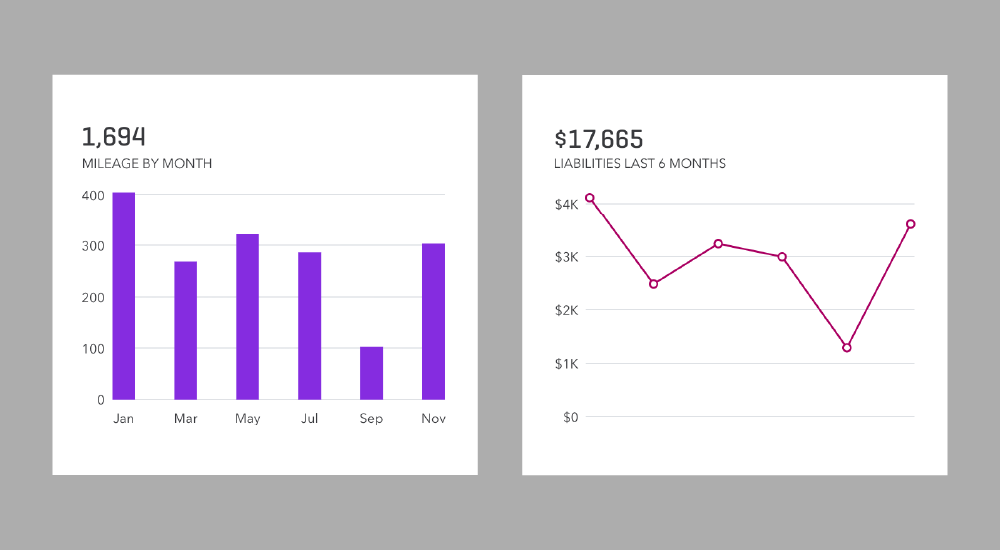 1,694
MILEAGE BY MONTH
400
300
200
100
0
Jan Mar May Jul Sep Nov
$17,665
LIABILITIES LAST 6 MONTHS
$4K
$3K
$2K
$1K
$0